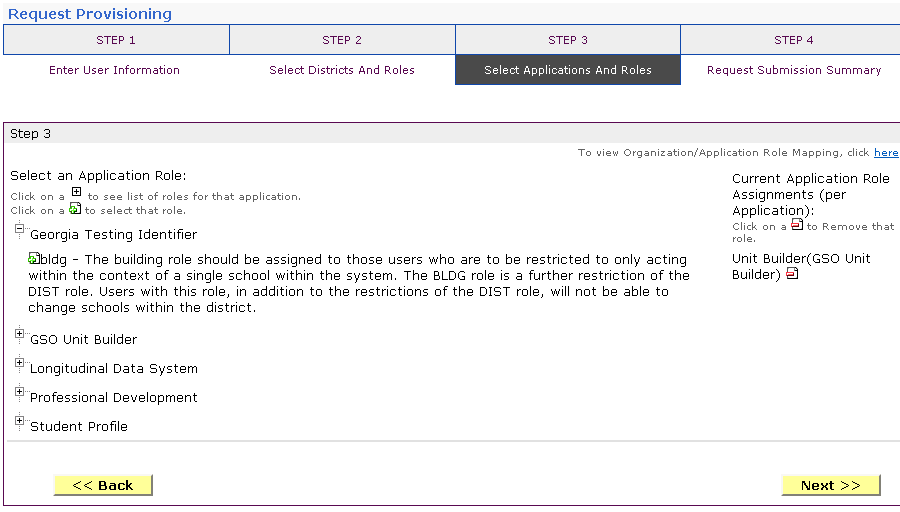 Request Provisioning
STEP 1
STEP 2
STEP 3
STEP 4
Enter User Information
Select Districts And Roles
Select Applications And Roles
Request Submission Summary
Step 3
To view Organization/Application Role Mapping, click here
Select an Application Role:
Click on a to see list of roles for that application.
Click on a to select that role.
Georgia Testing Identifier
bldg - The building role should be assigned to those users who are to be restricted to only acting
within the context of a single school within the system. The BLDG role is a further restriction of the
DIST role. Users with this role, in addition to the restrictions of the DIST role, will not be able to
change schools within the district.
GSO Unit Builder
Longitudinal Data System
Professional Development
Student Profile
Current Application Role
Assignments (per
Application):
Click on a to Remove that
role.
Unit Builder(GSO Unit
Builder)
<< Back
Next >>